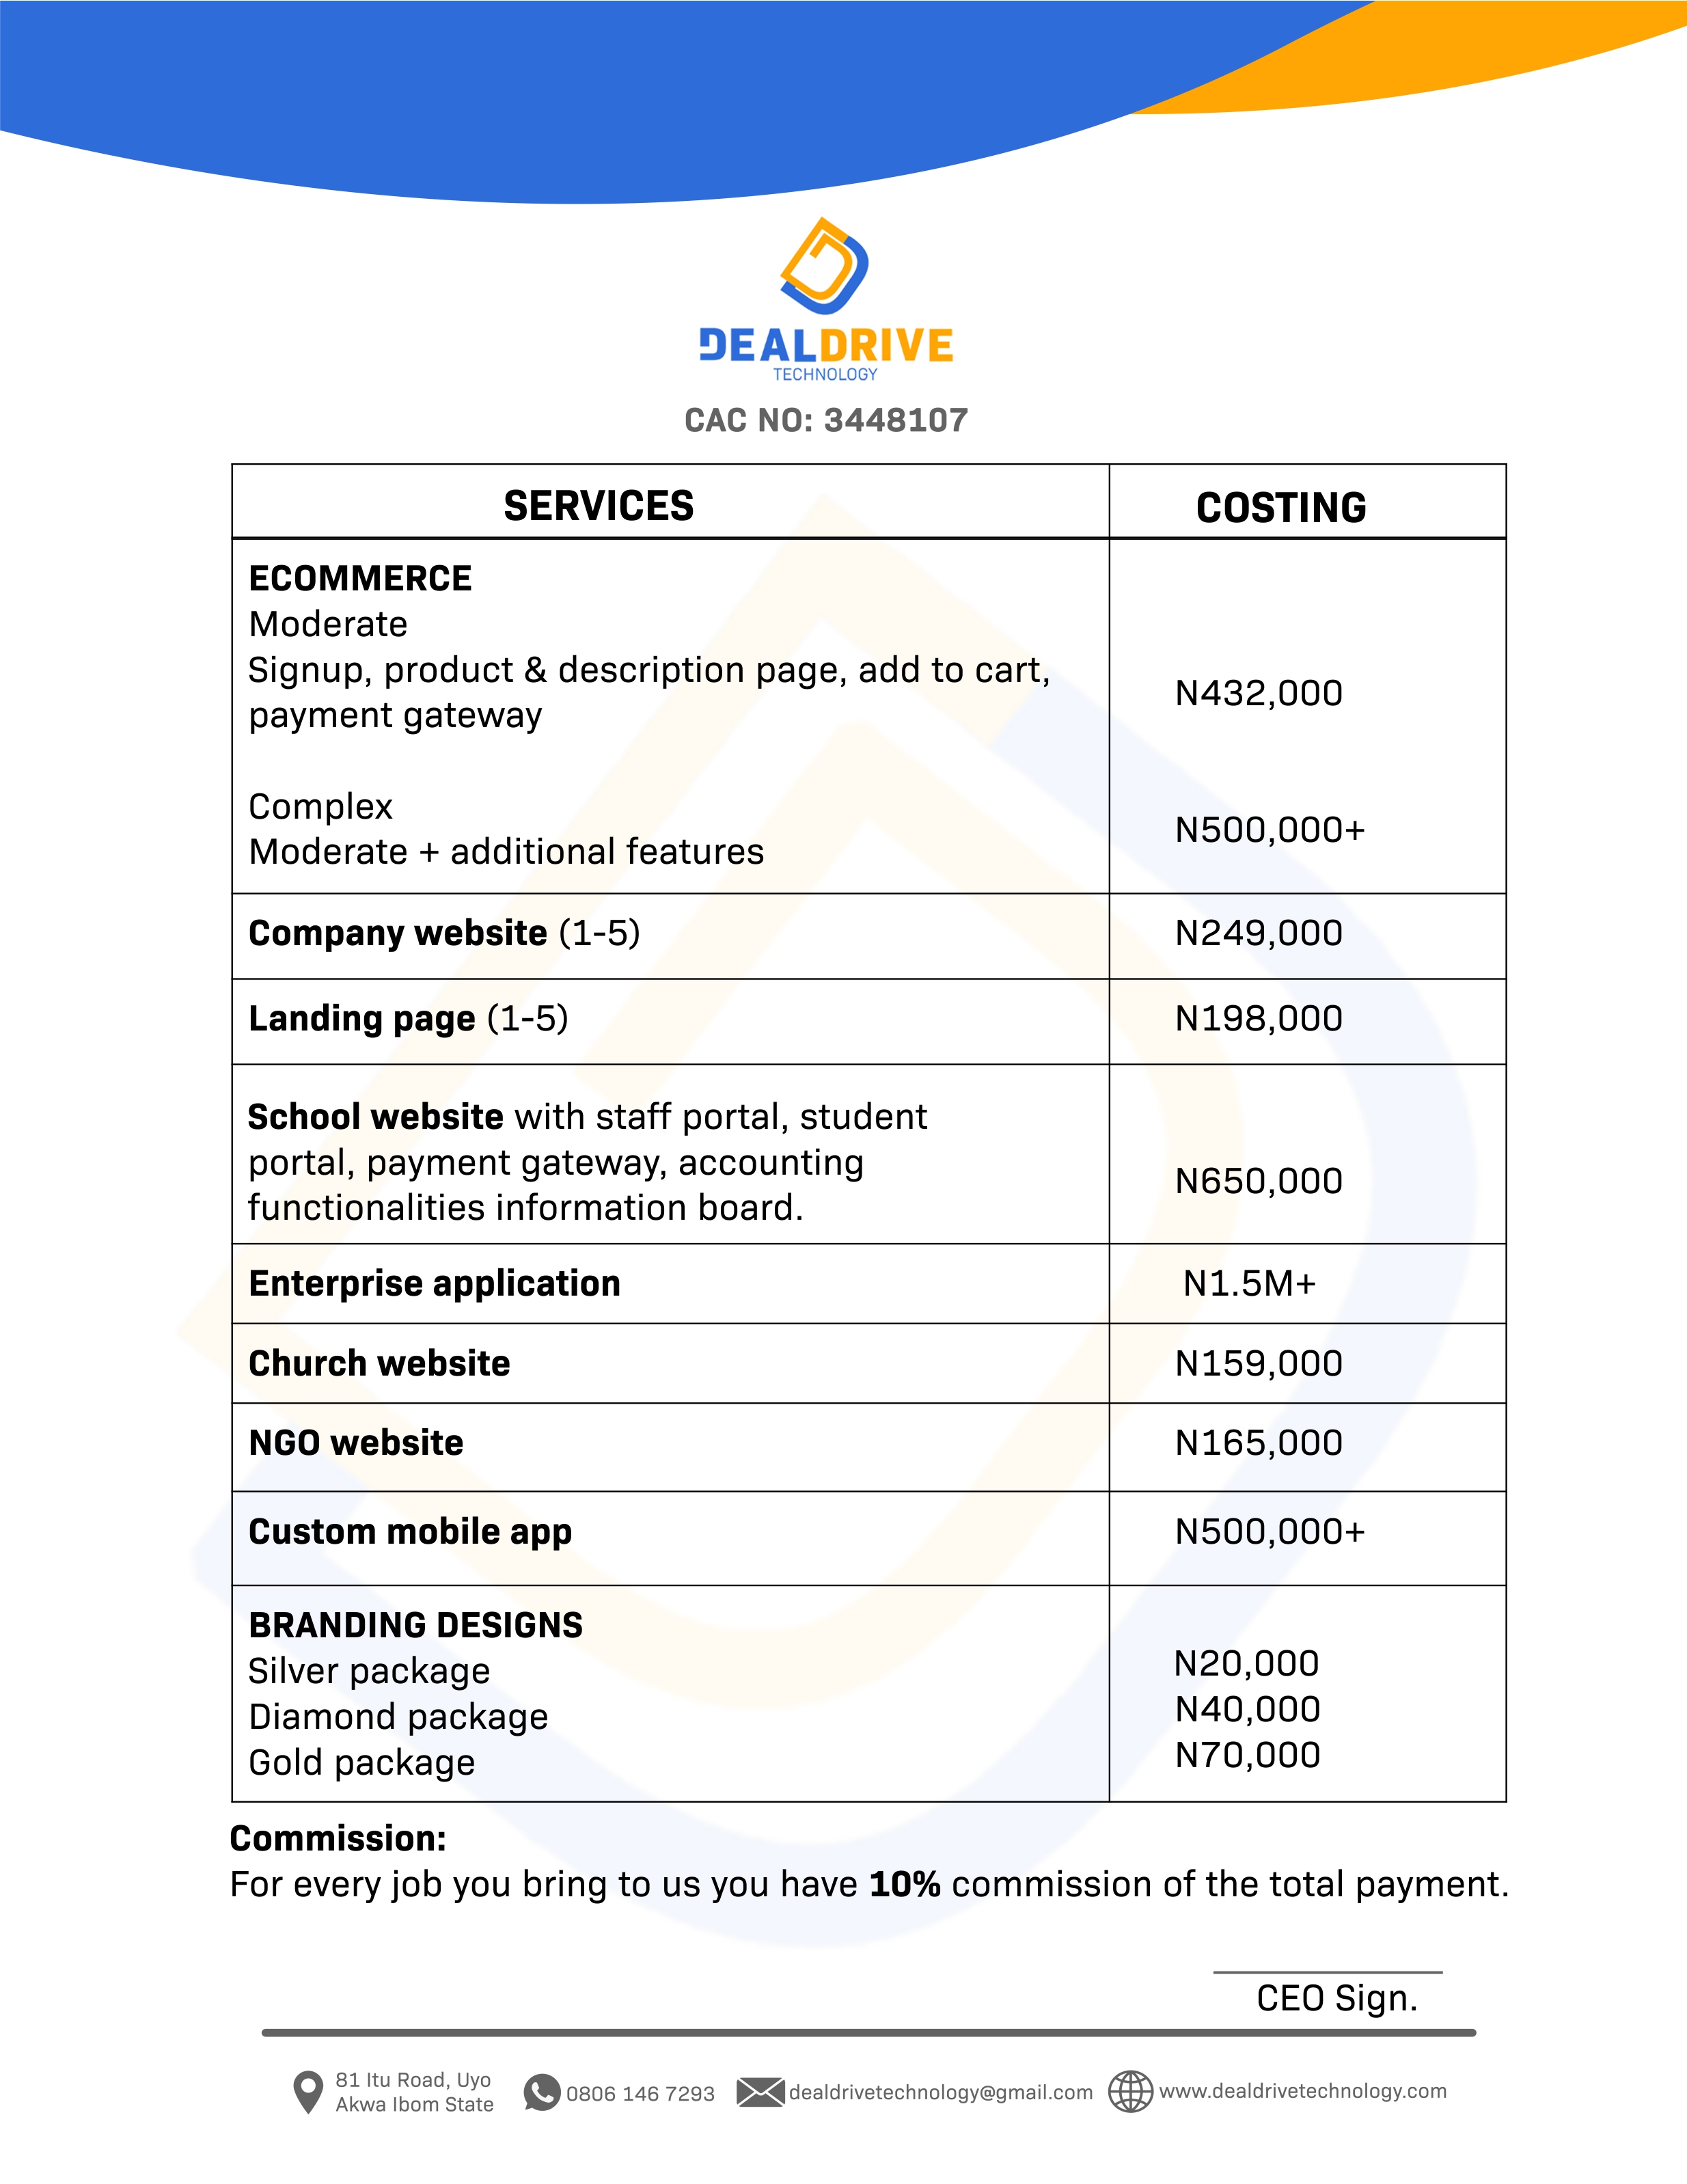 DEALDRIVE
TECHNOLOGY
CAC NO: 3448107
SERVICES
COSTING
ECOMMERCE
Moderate
Signup, product & description page, add to cart,
payment gateway
N432,000
Complex
Moderate + additional features
N500,000+
Company website (1-5)
N249,000
Landing page (1-5)
N198,000
School website with staff portal, student
portal, payment gateway, accounting
functionalities information board.
N650,000
Enterprise application
N1.5M+
Church website
N159,000
NGO website
N165,000
Custom mobile app
N500,000+
BRANDING DESIGNS
Silver package
N20,000
Diamond package
N40,000
Gold package
N70,000
Commission:
For every job you bring to us you have 10% commission of the total payment.
CEO Sign.
81 Itu Road, Uyo
Akwa Ibom State
0806 146 7293
dealdrivetechnology@gmail.com
www.dealdrivetechnology.com